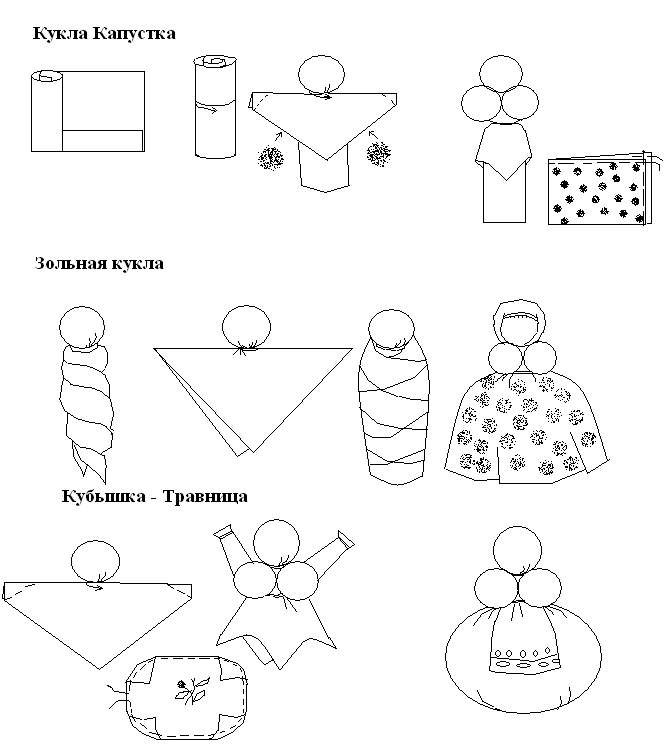 Кукла Капустка
Зольная кукла
Кубышка - Травница